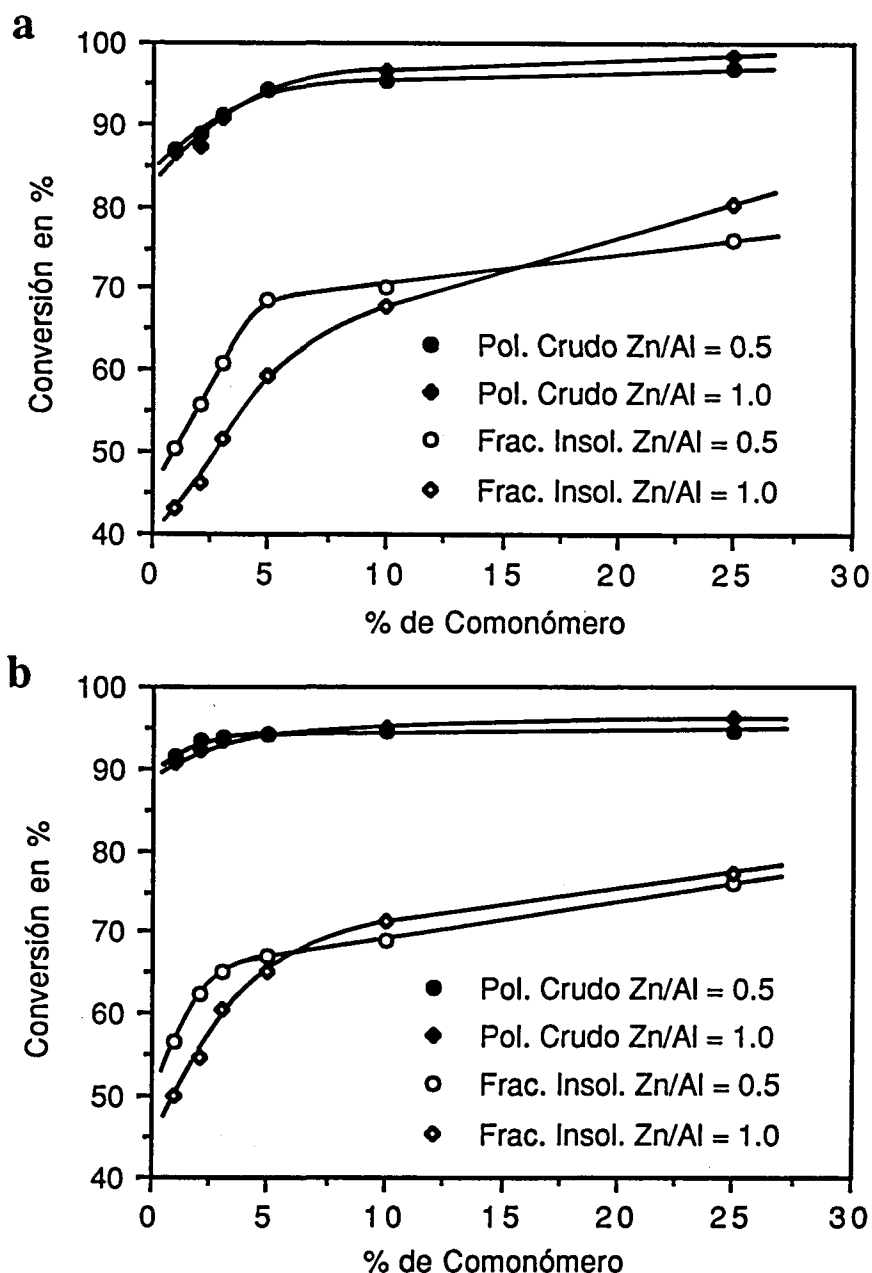 a
100
90
80
70
60
50
40
Conversión en %
Pol. Crudo Zn/Al = 0.5
Pol. Crudo Zn/Al = 1.0
Frac. Insol. Zn/Al = 0.5
Frac. Insol. Zn/Al = 1.0
0 5 10 15 20 25 30
% de Comonómero
b
100
90
80
70
60
50
40
Conversión en %
Pol. Crudo Zn/Al = 0.5
Pol. Crudo Zn/Al = 1.0
Frac. Insol. Zn/Al = 0.5
Frac. Insol. Zn/Al = 1.0
0 5 10 15 20 25 30
% de Comonómero